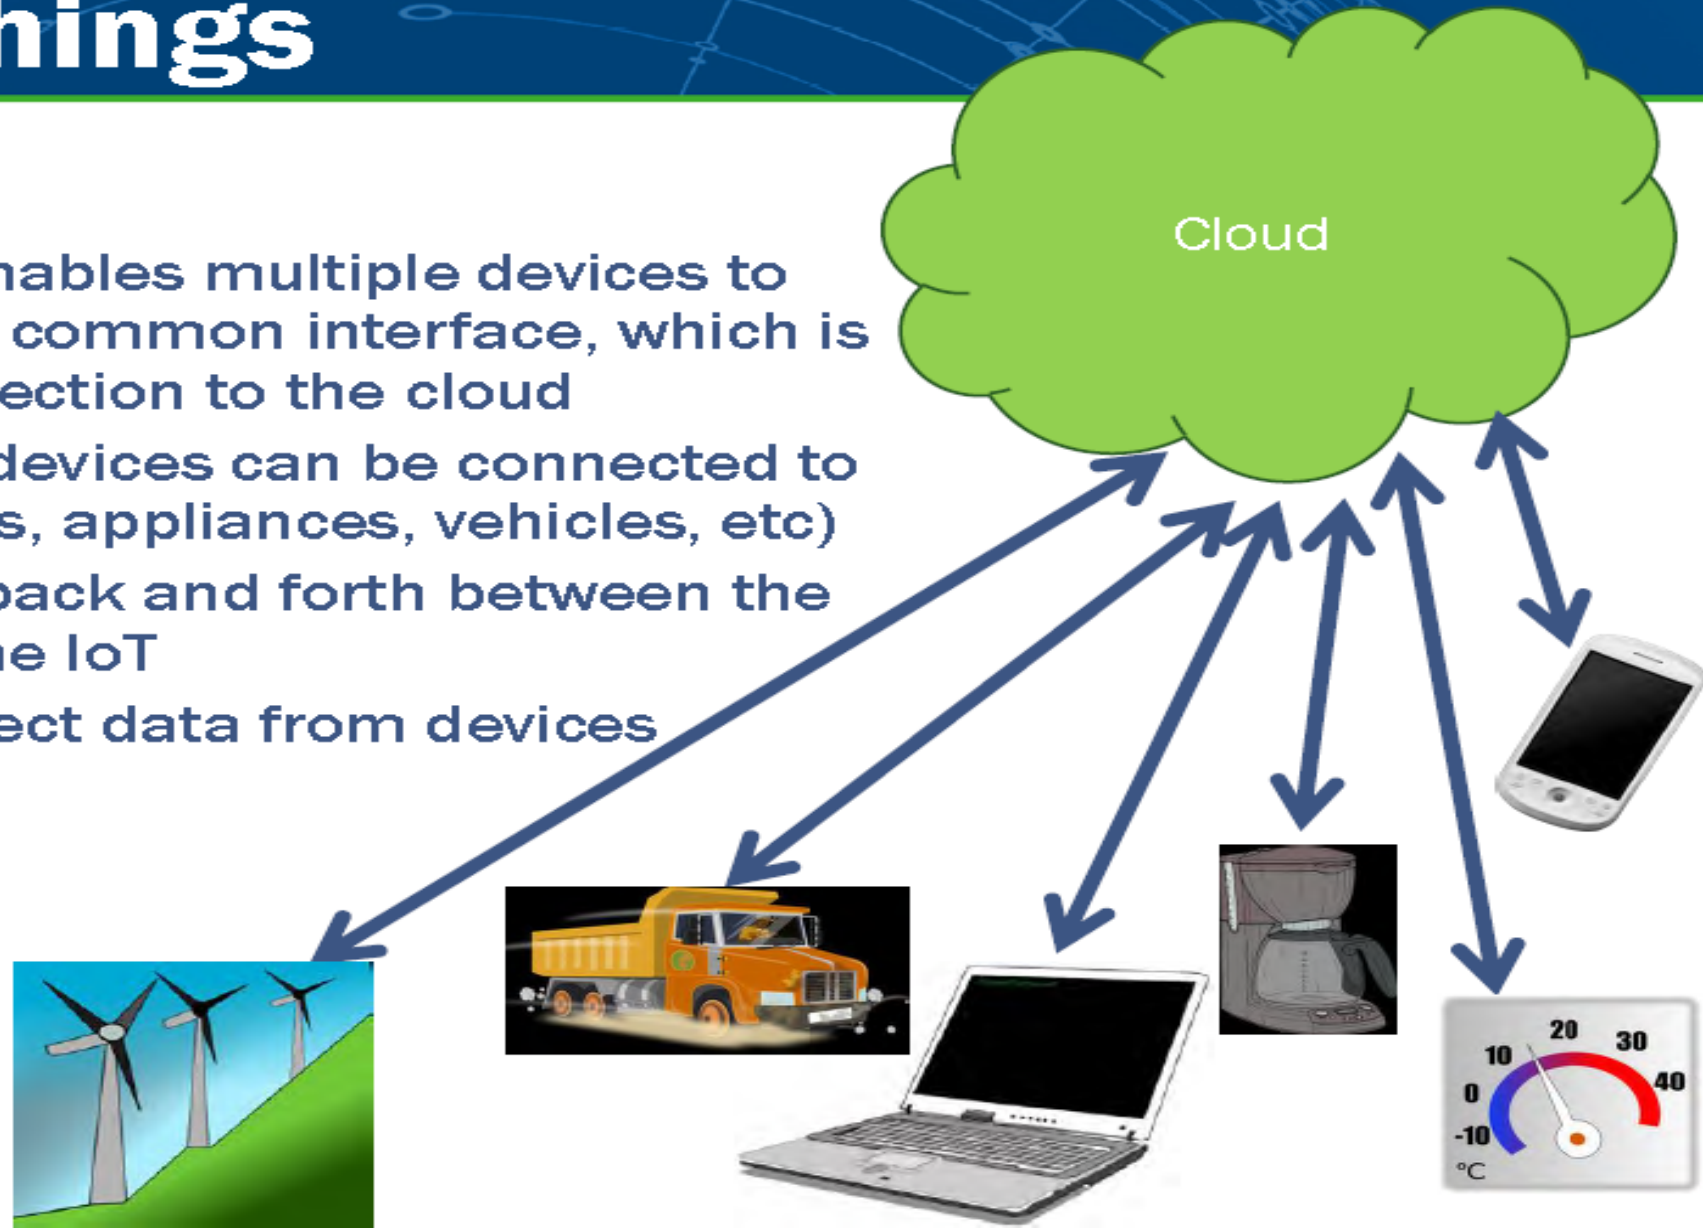 hings
nables multiple devices to
common interface, which is
ection to the cloud
devices can be connected to
s, appliances, vehicles, etc)
back and forth between the
ne IoT
ect data from devices
Cloud
20
10
30
0
40
-10
°C